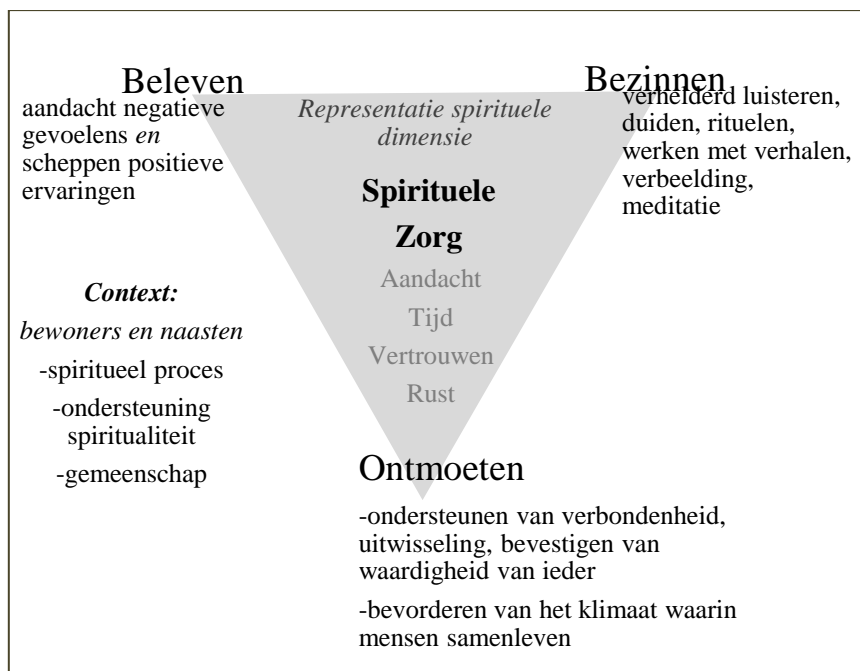 Beleven
aandacht negatieve
gevoelens en
scheppen positieve
ervaringen
Representatie spirituele
dimensie
Bezinnen
verhelderd luisteren,
duiden, rituelen,
werken met verhalen,
verbeelding,
meditatie
Spirituele
Zorg
Aandacht
Tijd
Vertrouwen
Rust
Context:
bewoners en naasten
-spiritueel proces
-ondersteuning
spiritualiteit
-gemeenschap
Ontmoeten
-ondersteunen van verbondenheid,
uitwisseling, bevestigen van
waardigheid van ieder
-bevorderen van het klimaat waarin
mensen samenleven